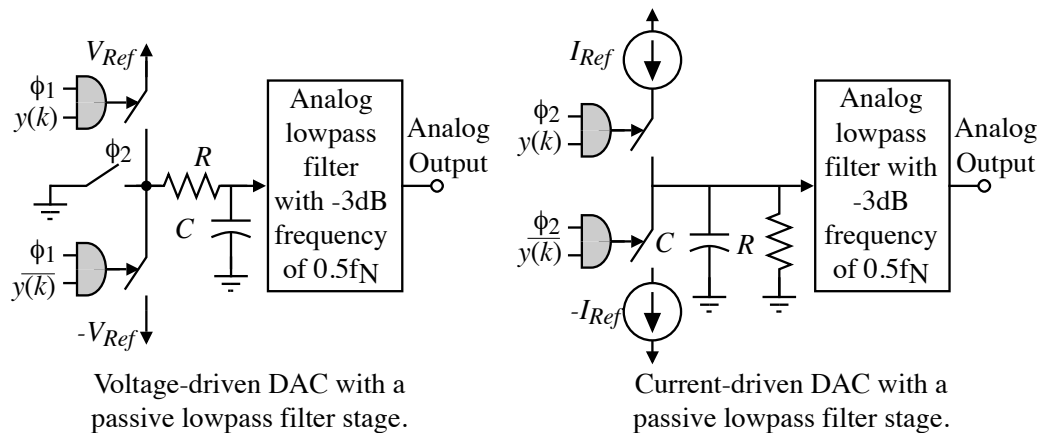 V_Ref
ϕ1
y(k)
ϕ2
R
C
ϕ1
y(k)‾
-V_Ref
Analog
lowpass
filter
with -3dB
frequency
of 0.5f_N
Analog
Output
Voltage-driven DAC with a
passive lowpass filter stage.
I_Ref
ϕ2
y(k)
ϕ2
y(k)‾
C
R
-I_Ref
Analog
lowpass
filter with
-3dB
frequency
of 0.5f_N
Analog
Output
Current-driven DAC with a
passive lowpass filter stage.